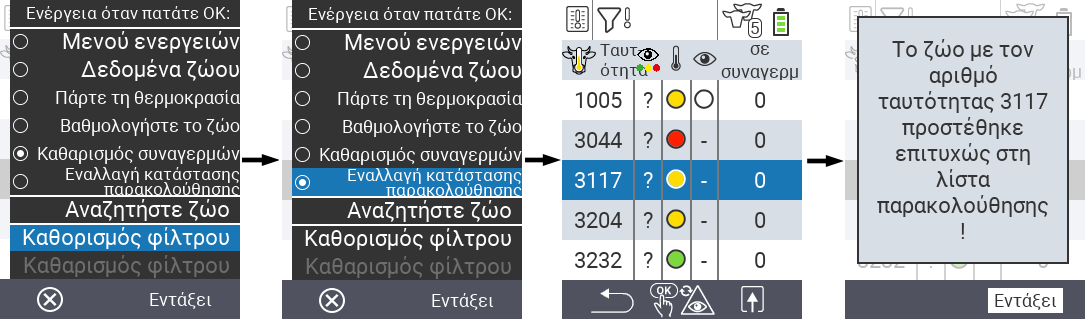 Ενέργεια όταν πατάτε OK:
Μενού ενεργειών
Δεδομένα ζώου
Πάρτε τη θερμοκρασία
Βαθμολογήστε το ζώο
Καθαρισμός συναγερμών
Εναλλαγή κατάστασης
παρακολούθησης
Αναζητήστε ζώο
Καθορισμός φίλτρου
Καθαρισμός φίλτρου
Εντάξει
Ενέργεια όταν πατάτε OK:
Μενού ενεργειών
Δεδομένα ζώου
Πάρτε τη θερμοκρασία
Βαθμολογήστε το ζώο
Καθαρισμός συναγερμών
Εναλλαγή κατάστασης
παρακολούθησης
Αναζητήστε ζώο
Καθορισμός φίλτρου
Καθαρισμός φίλτρου
Εντάξει
5
Ταυτ
ότητα
σε
συναγερμ
1005 ? 0
3044 ? - 0
3117 ? - 0
3204 ? - 0
3232 ? - 0
OK
Το ζώο με τον
αριθμό
ταυτότητας 3117
προστέθηκε
επιτυχώς στη
λίστα
παρακολούθησης
!
Εντάξει